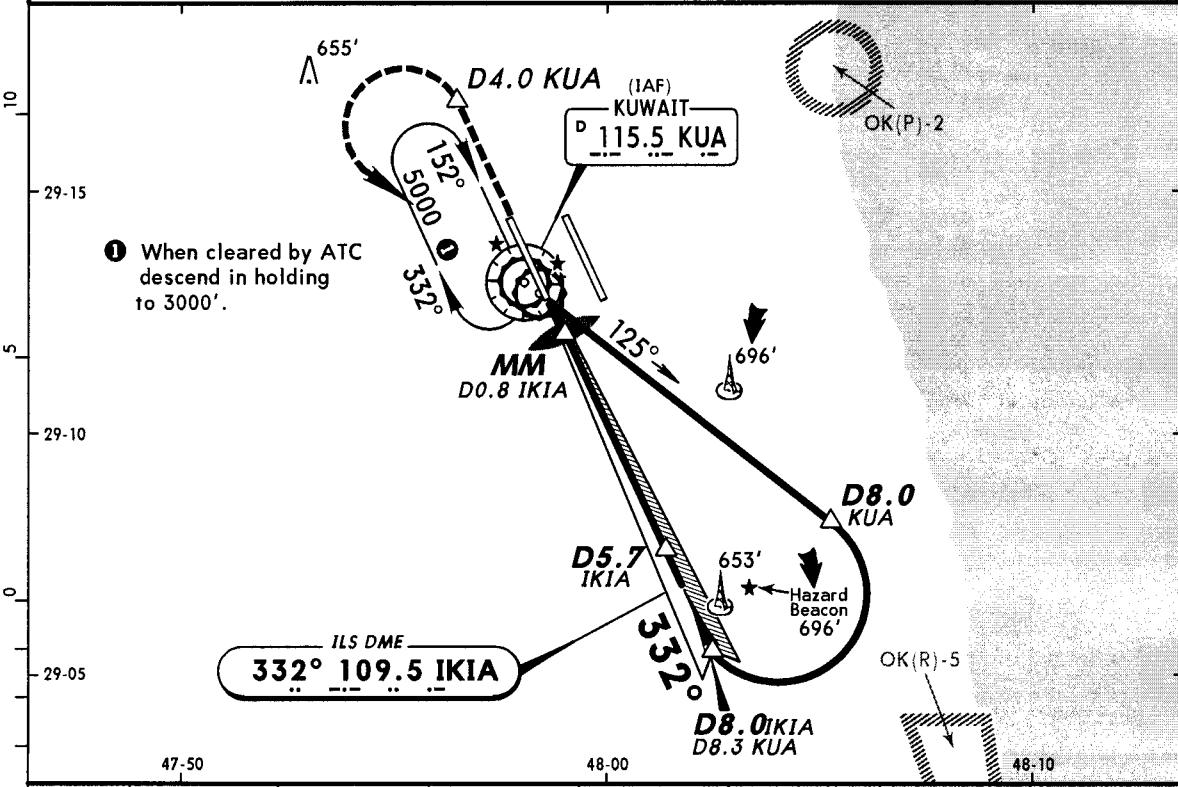 655'
D4.0 KUA
(IAF)
KUWAIT
D 115.5 KUA
OK(P)-2
10
29-15
152°
5000 1
332°
1 When cleared by ATC
descend in holding
to 3000'.
125°
5
MM
D0.8 IKIA
696'
29-10
D8.0
KUA
D5.7
IKIA
653'
Hazard
Beacon
696'
0
332°
ILS DME
332° 109.5 IKIA
OK(R)-5
29-05
D8.0 IKIA
D8.3 KUA
47-50
48-00
48-10